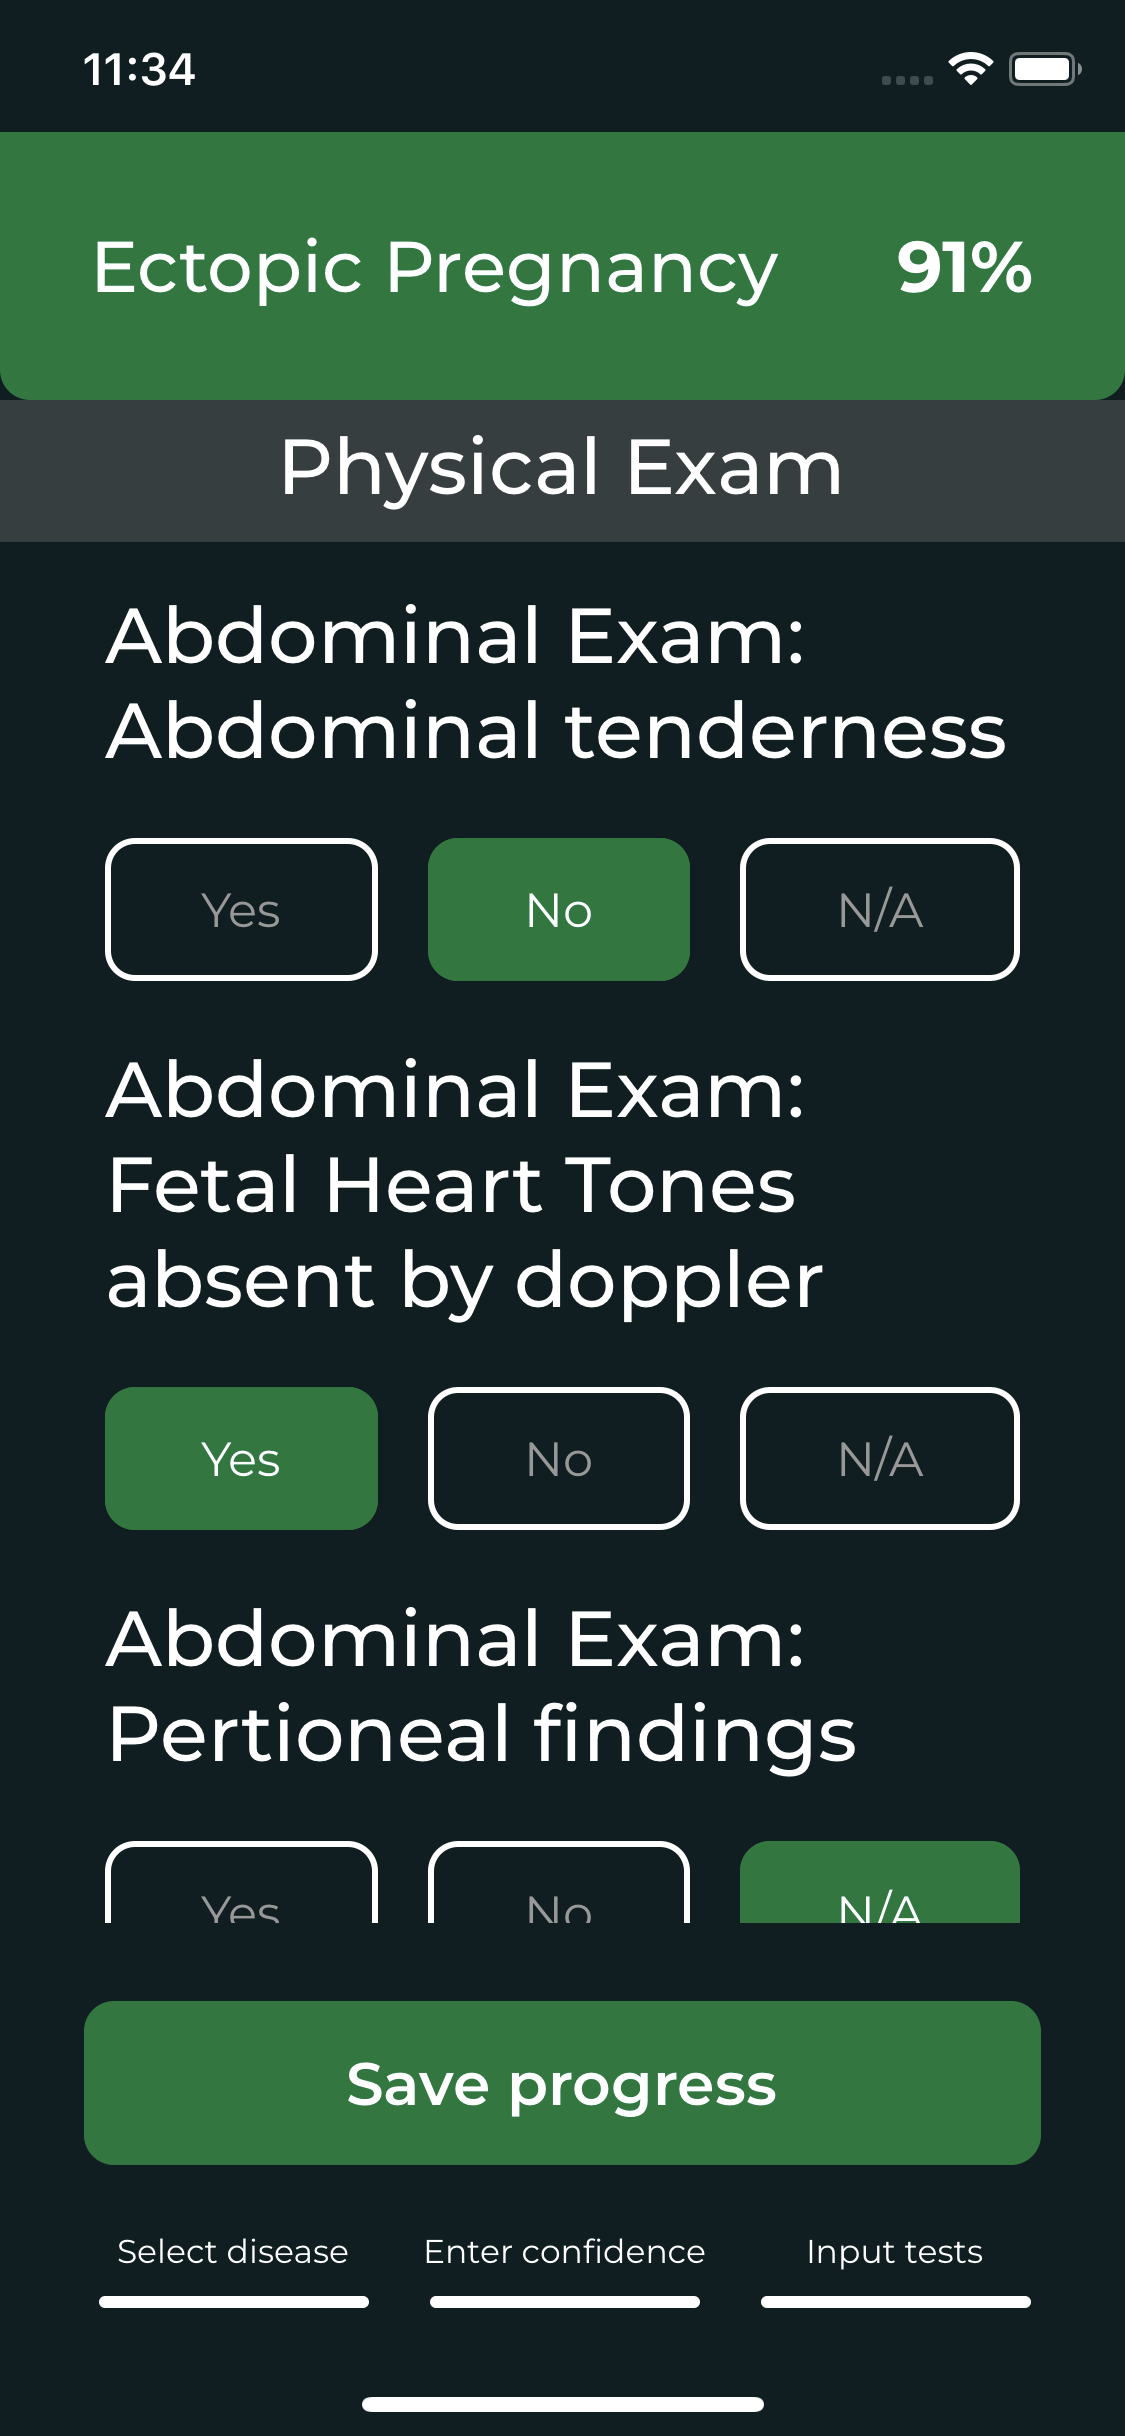 11:34
Ectopic Pregnancy 91%
Physical Exam
Abdominal Exam:
Abdominal tenderness
Yes No N/A
Abdominal Exam:
Fetal Heart Tones
absent by doppler
Yes No N/A
Abdominal Exam:
Pertioneal findings
Yes No N/A
Save progress
Select disease Enter confidence Input tests